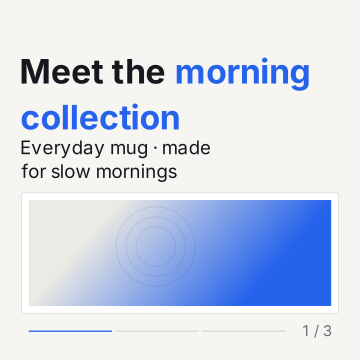 Meet the morning
collection
Everyday mug · made
for slow mornings
1 / 3